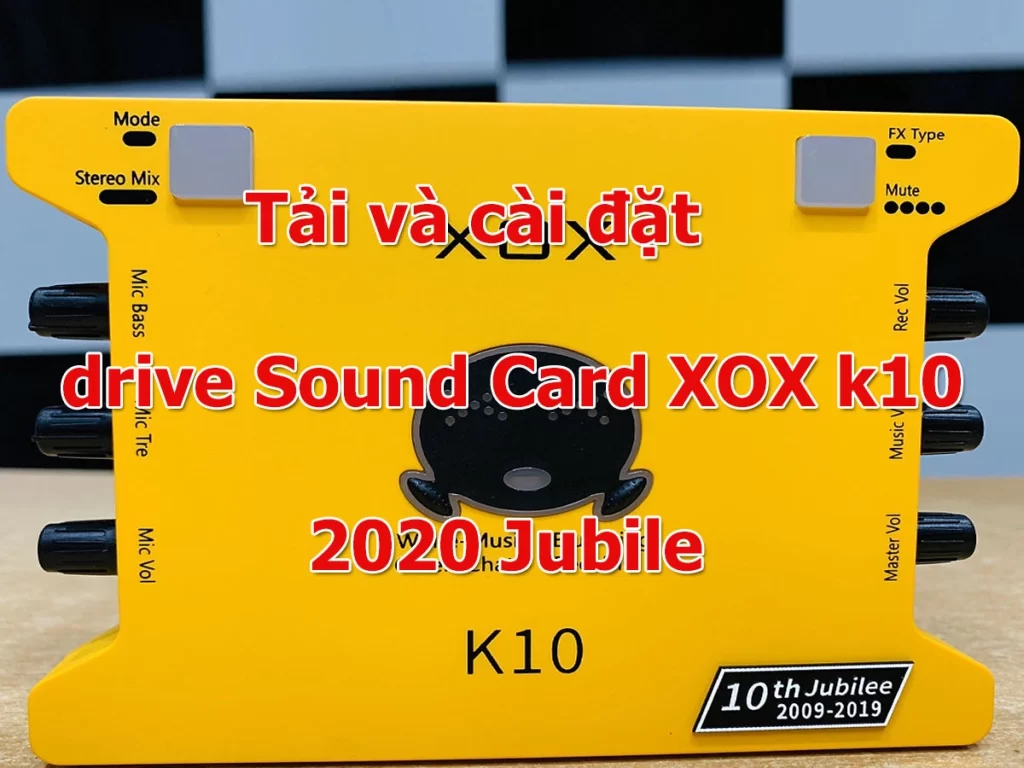 Mode
FX Type
Stereo Mix
Mute
Tải và cài đặt
XOX
Mic Bass
Rec Vol
drive Sound Card XOX k10
Mic Tre
Music
2020 Jubile
Mic Vol
Master Vol
K10
10th Jubilee
2009-2019